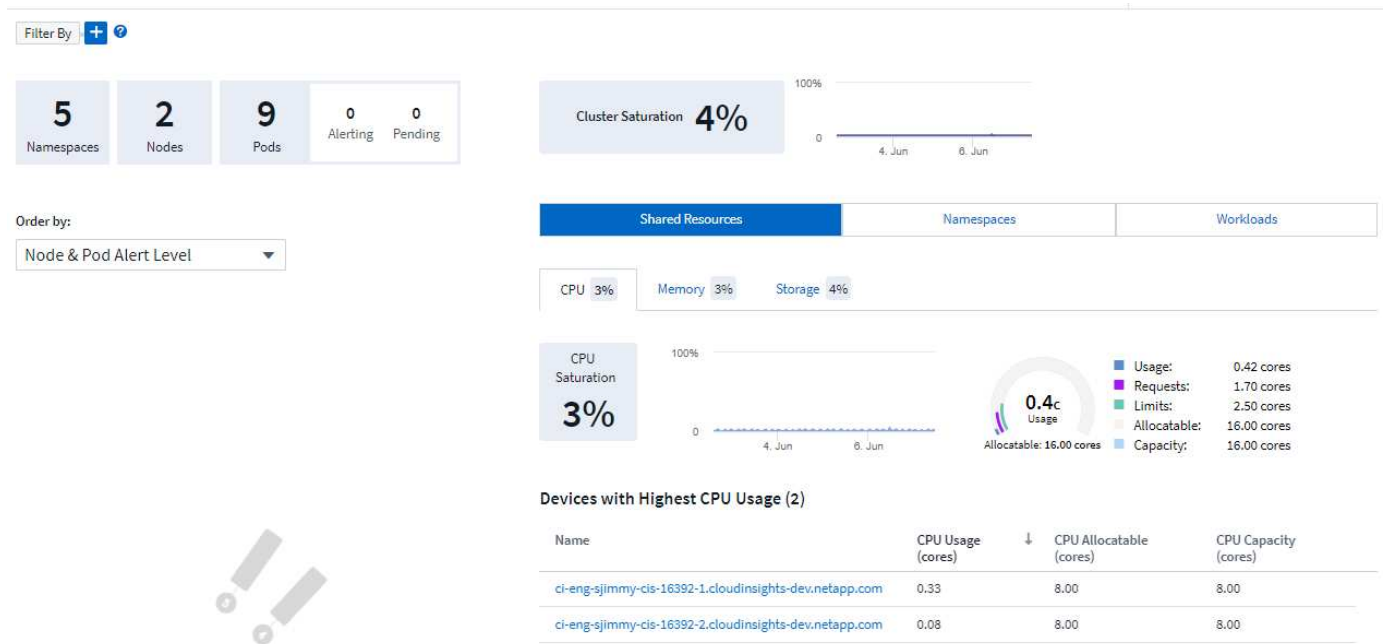 Filter By + ?
5
Namespaces
2
Nodes
9
Pods
0
Alerting
0
Pending
Order by:
Node & Pod Alert Level
Cluster Saturation 4%
100%
0
4. Jun
6. Jun
Shared Resources
Namespaces
Workloads
CPU 3%
Memory 3%
Storage 4%
CPU
Saturation
3%
100%
0
4. Jun
6. Jun
0.4c
Usage
Allocatable: 16.00 cores
Usage: 0.42 cores
Requests: 1.70 cores
Limits: 2.50 cores
Allocatable: 16.00 cores
Capacity: 16.00 cores
Devices with Highest CPU Usage (2)
Name
CPU Usage
(cores)
↓
CPU Allocatable
(cores)
CPU Capacity
(cores)
ci-eng-sjimmy-cis-16392-1.cloudinsights-dev.netapp.com 0.33 8.00 8.00
ci-eng-sjimmy-cis-16392-2.cloudinsights-dev.netapp.com 0.08 8.00 8.00